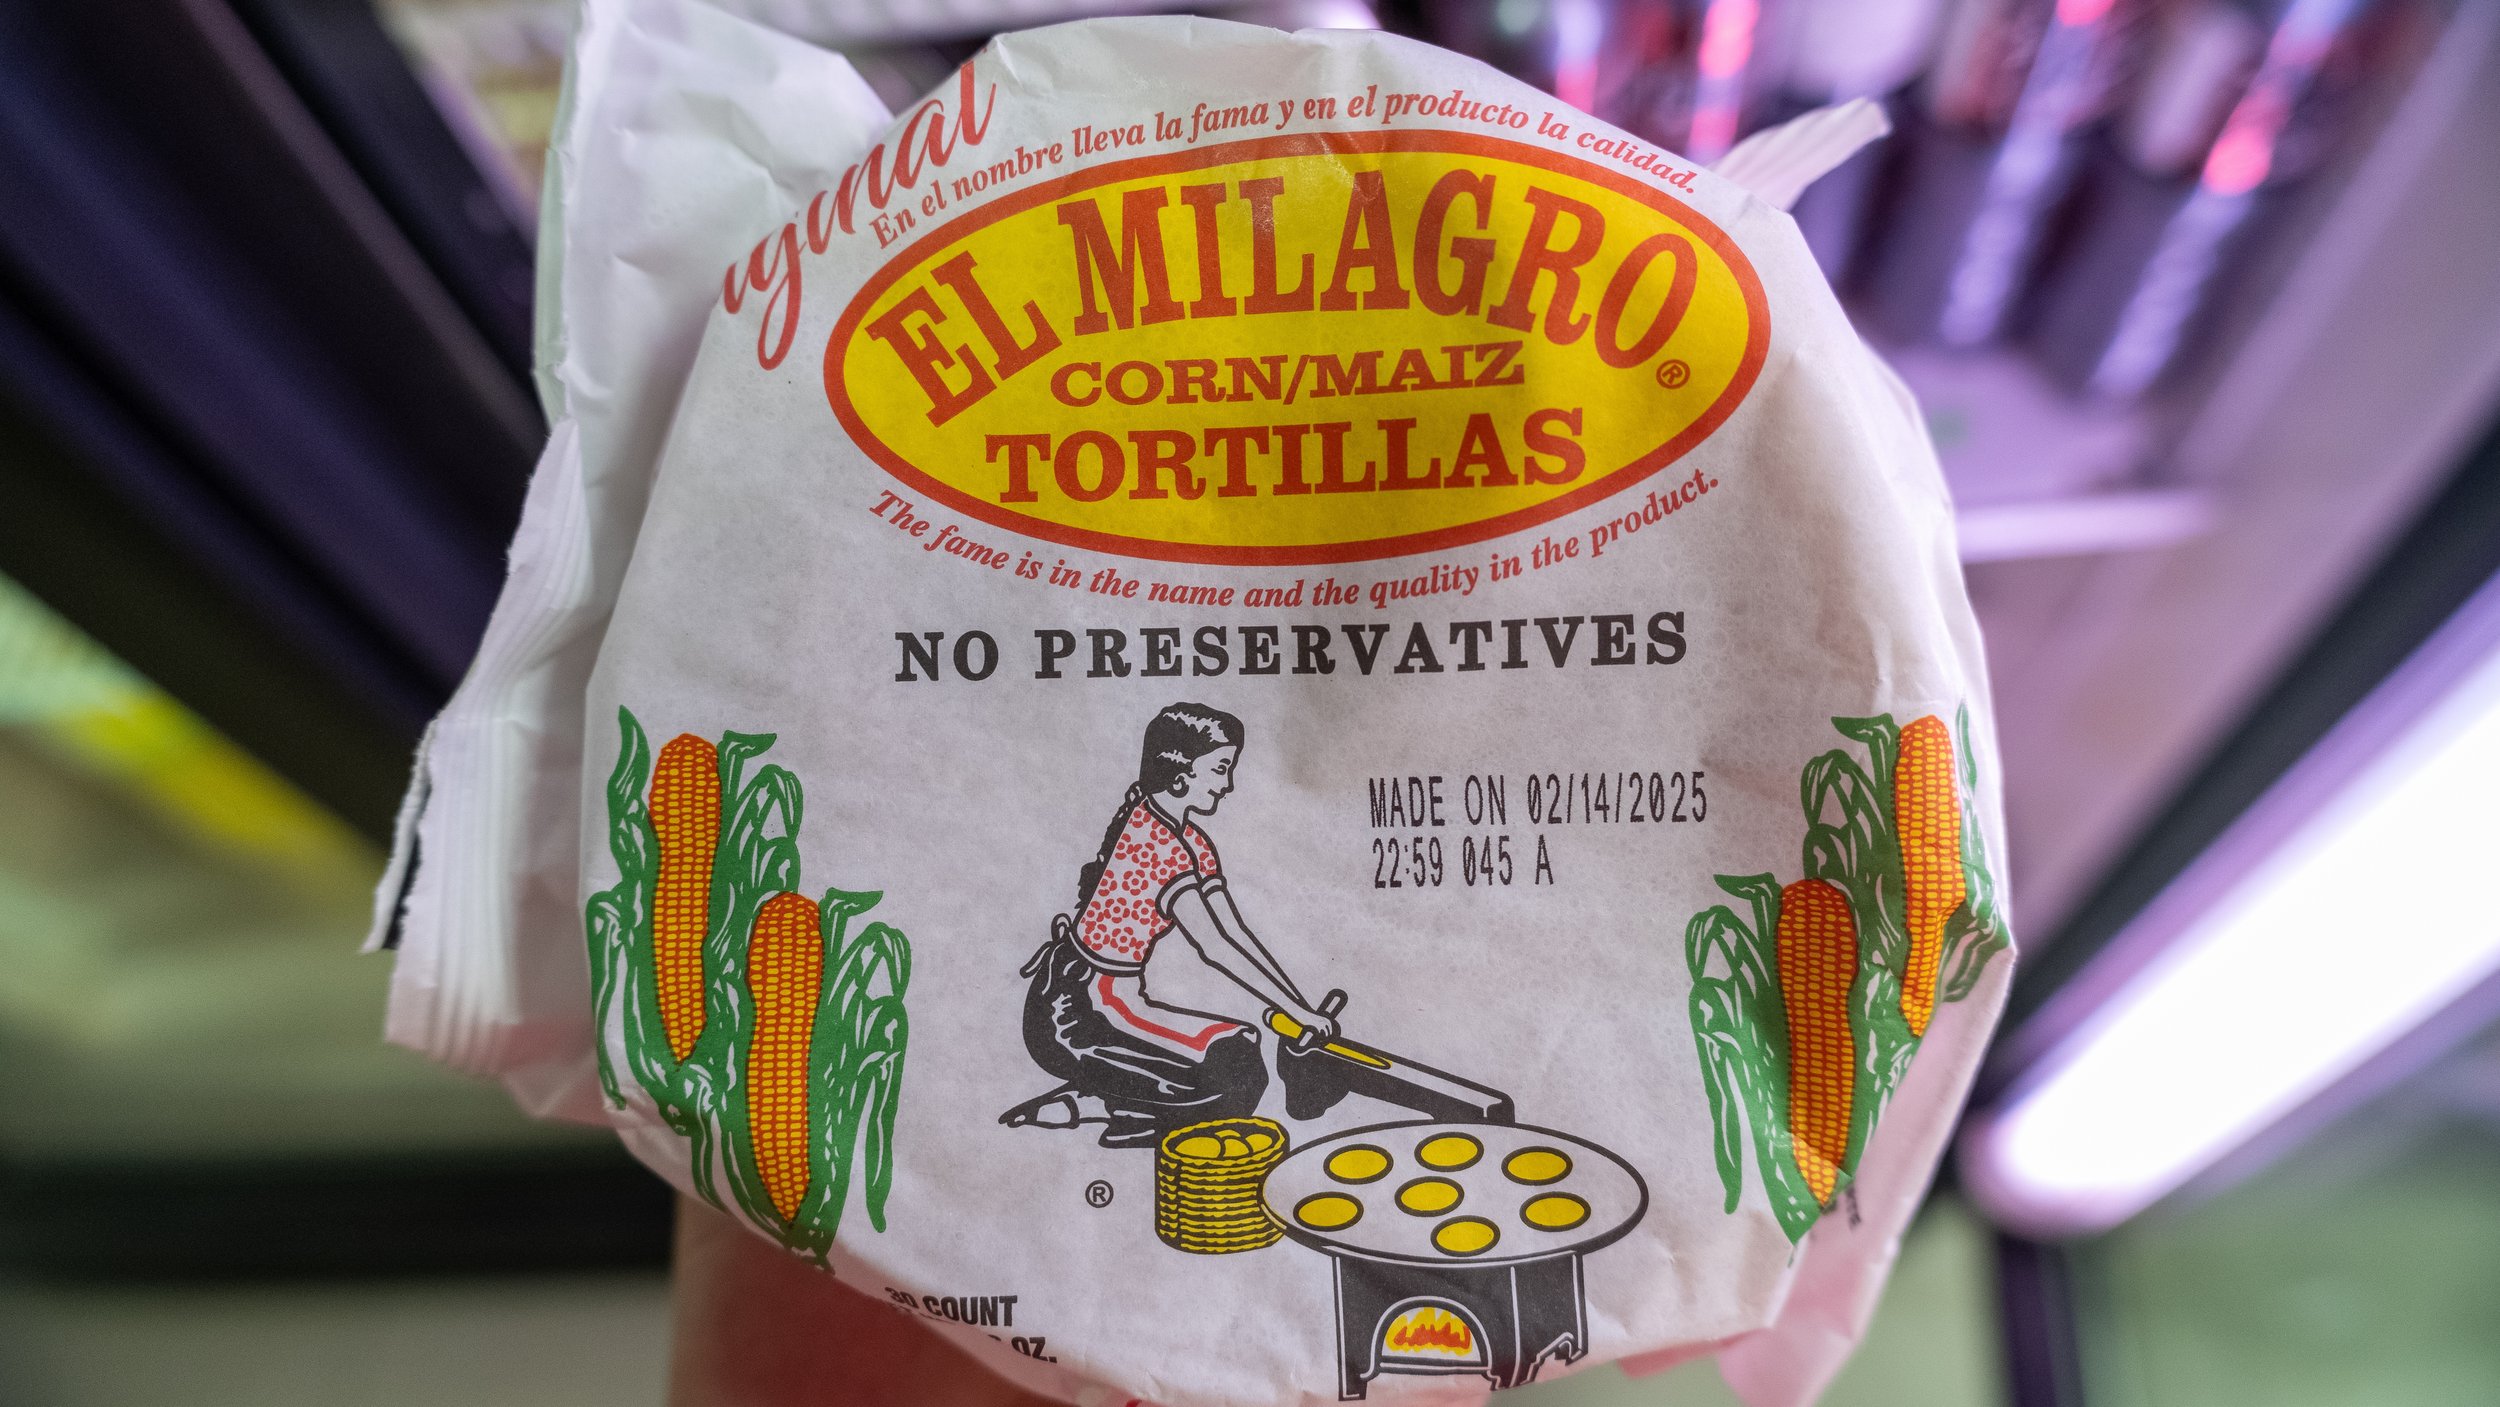 En el nombre lleva la fama y en el producto la calidad.
EL MILAGRO®
CORN/MAIZ
TORTILLAS
The fame is in the name and the quality in the product.
NO PRESERVATIVES
MADE ON 02/14/2025
22:59 045 A
®
30 COUNT
OZ.